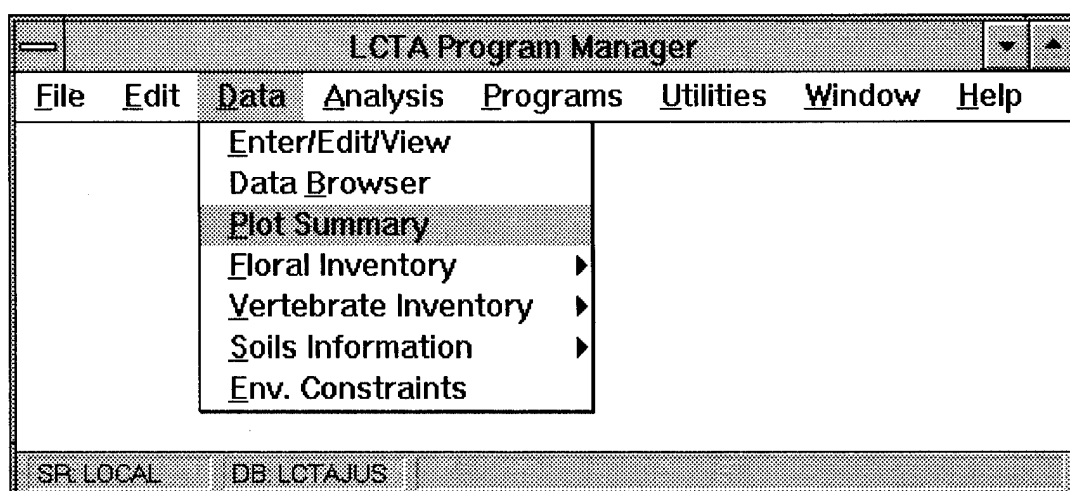 LCTA Program Manager
File Edit Data Analysis Programs Utilities Window Help
Enter/Edit/View
Data Browser
Plot Summary
Floral Inventory
Vertebrate Inventory
Soils Information
Env. Constraints
SR: LOCAL DB: LCTAJUS